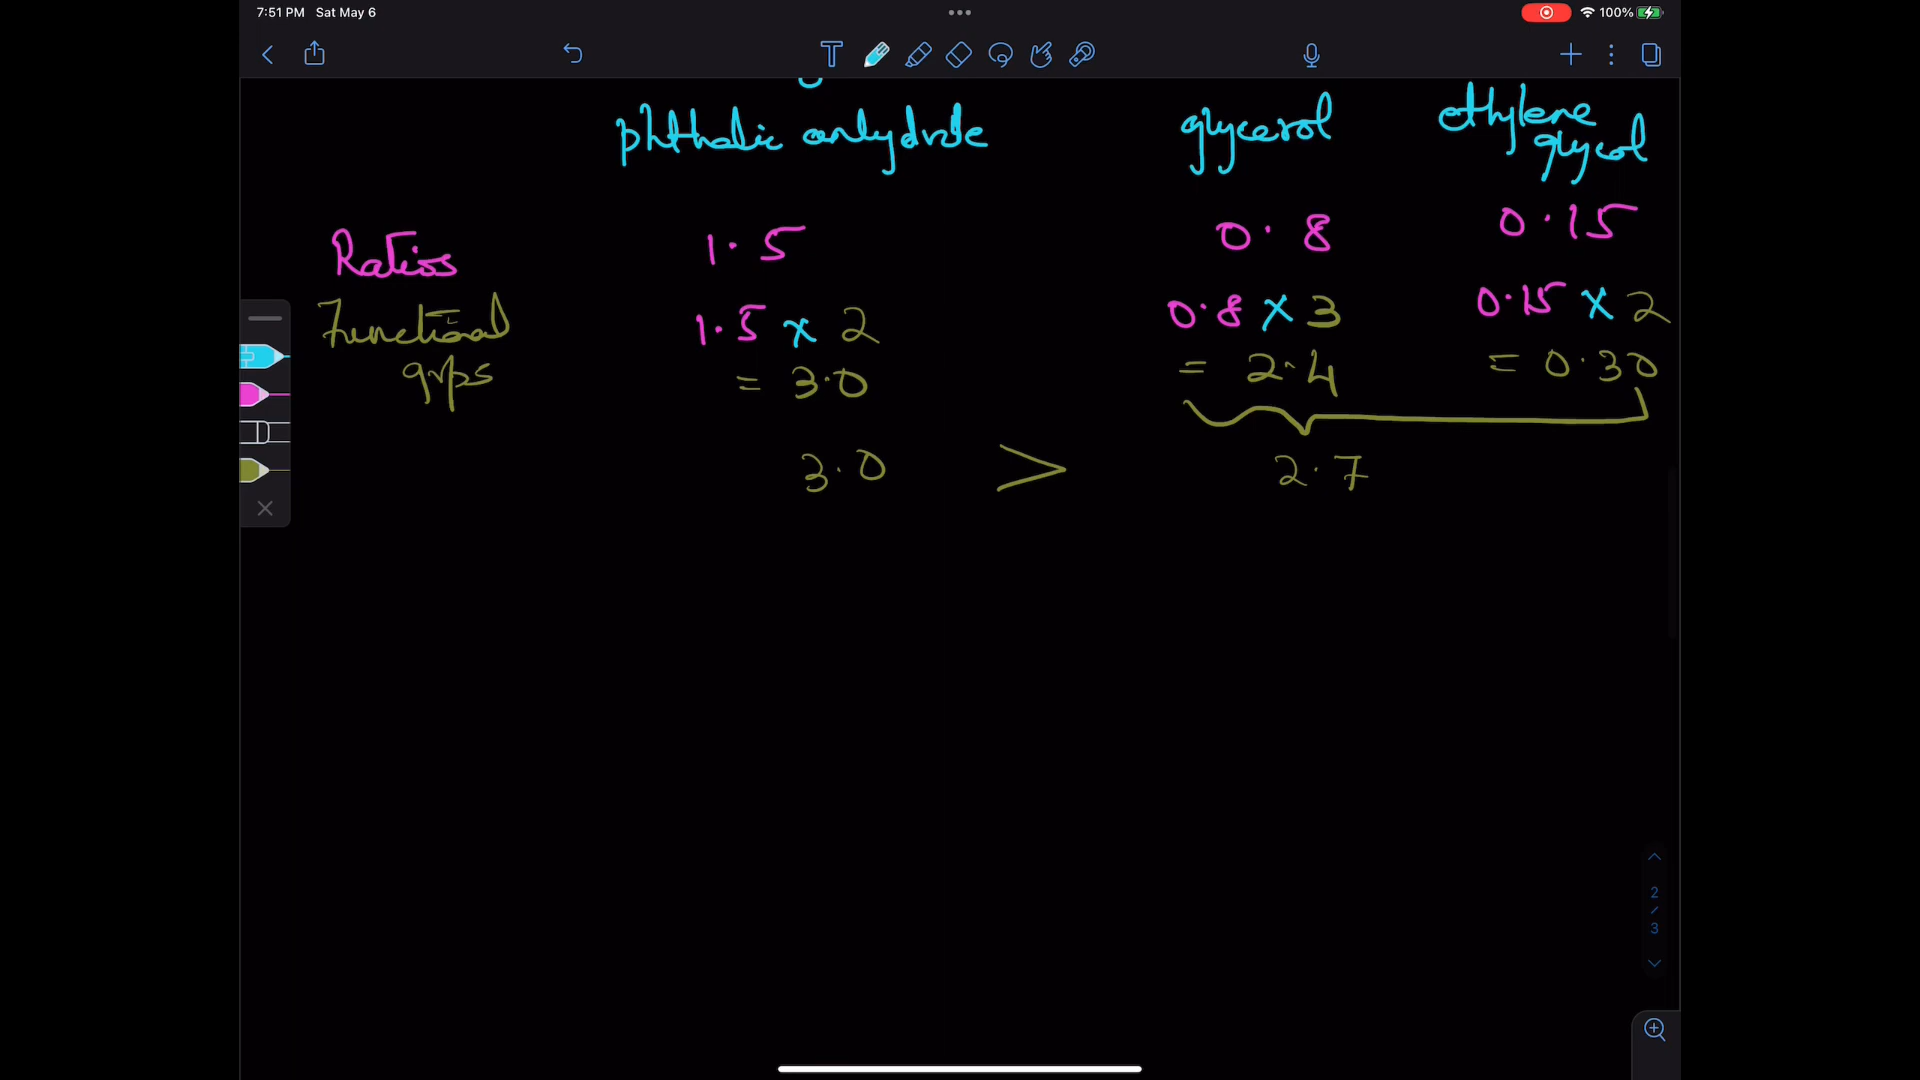 7:51 PM Sat May 6
100%
phthalic anhydride glycerol ethylene glycol
Ratios 1.5 0.8 0.15
Functional grps 1.5 x 2 0.8 x 3 0.15 x 2
= 3.0 = 2.4 = 0.30
3.0 > 2.7
2
/
3